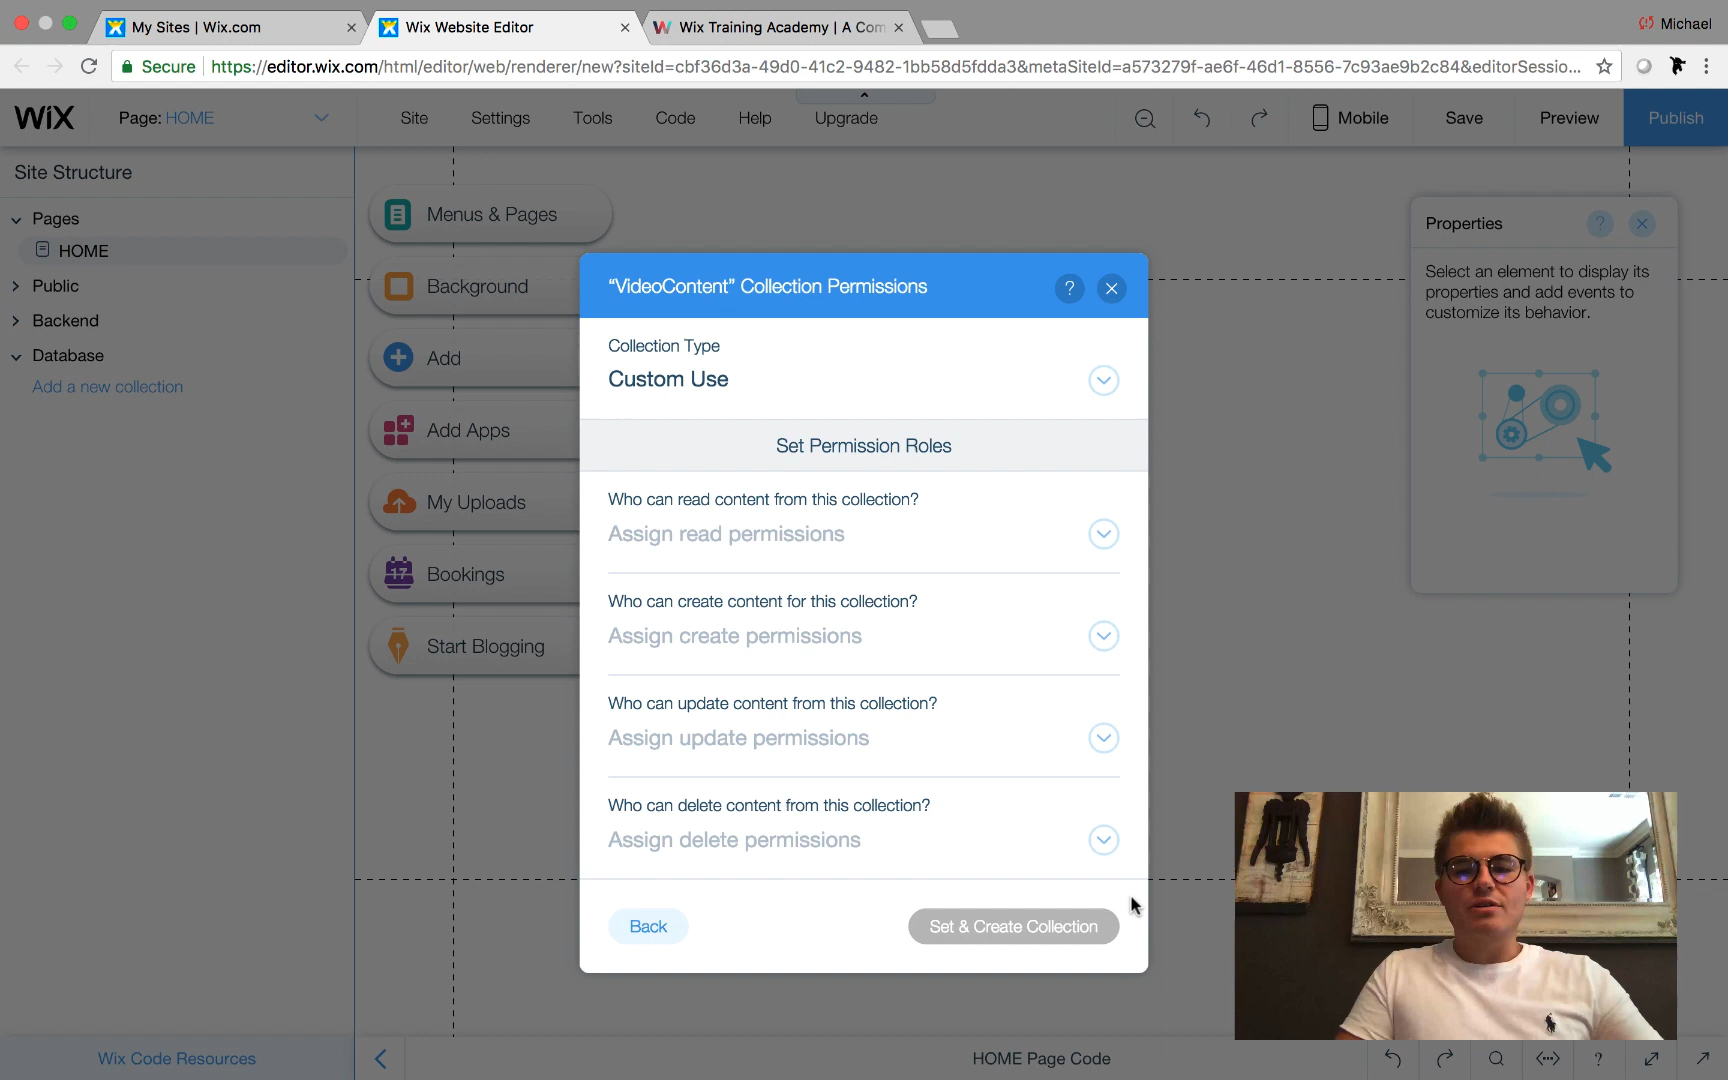 My Sites | Wix.com
Wix Website Editor
Wix Training Academy | A Com
Michael
Secure
https://editor.wix.com/html/editor/web/renderer/new?siteId=cbf36d3a-49d0-41c2-9482-1bb58d5fdda3&metaSiteId=a573279f-ae6f-46d1-8556-7c93ae9b2c84&editorSessio...
WiX
Page: HOME
Site
Settings
Tools
Code
Help
Upgrade
Mobile
Save
Preview
Publish
Site Structure
Pages
HOME
Public
Backend
Database
Add a new collection
Menus & Pages
Background
Add
Add Apps
My Uploads
17
Bookings
Start Blogging
“VideoContent” Collection Permissions
?
Collection Type
Custom Use
Set Permission Roles
Who can read content from this collection?
Assign read permissions
Who can create content for this collection?
Assign create permissions
Who can update content from this collection?
Assign update permissions
Who can delete content from this collection?
Assign delete permissions
Back
Set & Create Collection
Properties
?
Select an element to display its
properties and add events to
customize its behavior.
Wix Code Resources
HOME Page Code
?